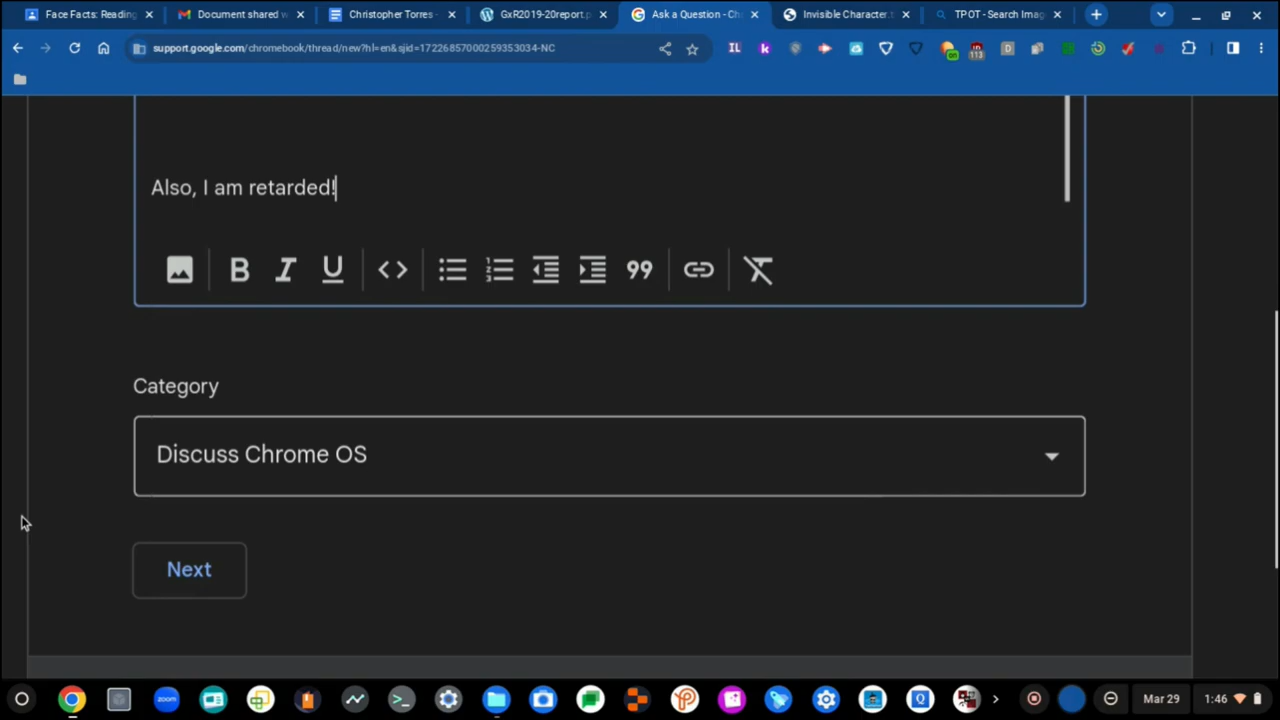 Face Facts: Reading
Document shared w
Christopher Torres -
GxR2019-20report.p
Ask a Question - Ch
Invisible Character.t
TPOT - Search Imag
support.google.com/chromebook/thread/new?hl=en&sjid=17226857000259353034-NC
113
Also, I am retarded!
B I U
Category
Discuss Chrome OS
Next
zoom
Mar 29
1:46